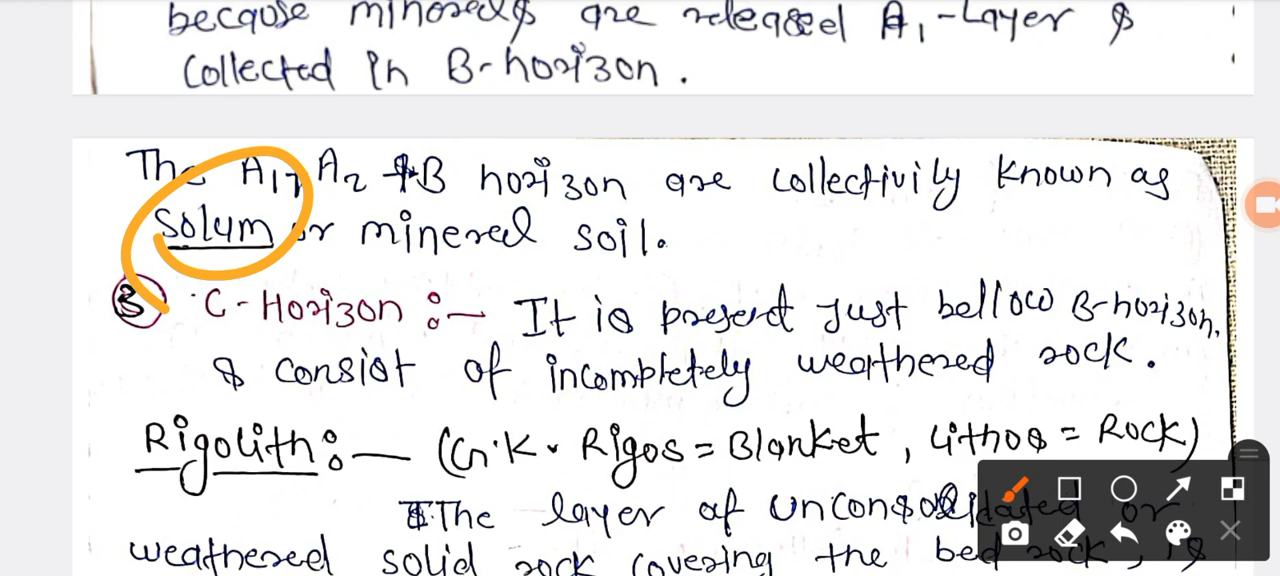 because minerals are released A1-Layer &
Collected in B-horizon.
The A1, A2 & B horizon are collectivily known as
Solum or mineral soil.
3 C-Horizon :- It is present Just bellow B-horizon,
& consist of incompletely weathered rock.
Rigolith :- (G.K. Rigos = Blanket, Lithos = Rock)
The layer of unconsolidated or
weathered solid rock covering the bed rock, is